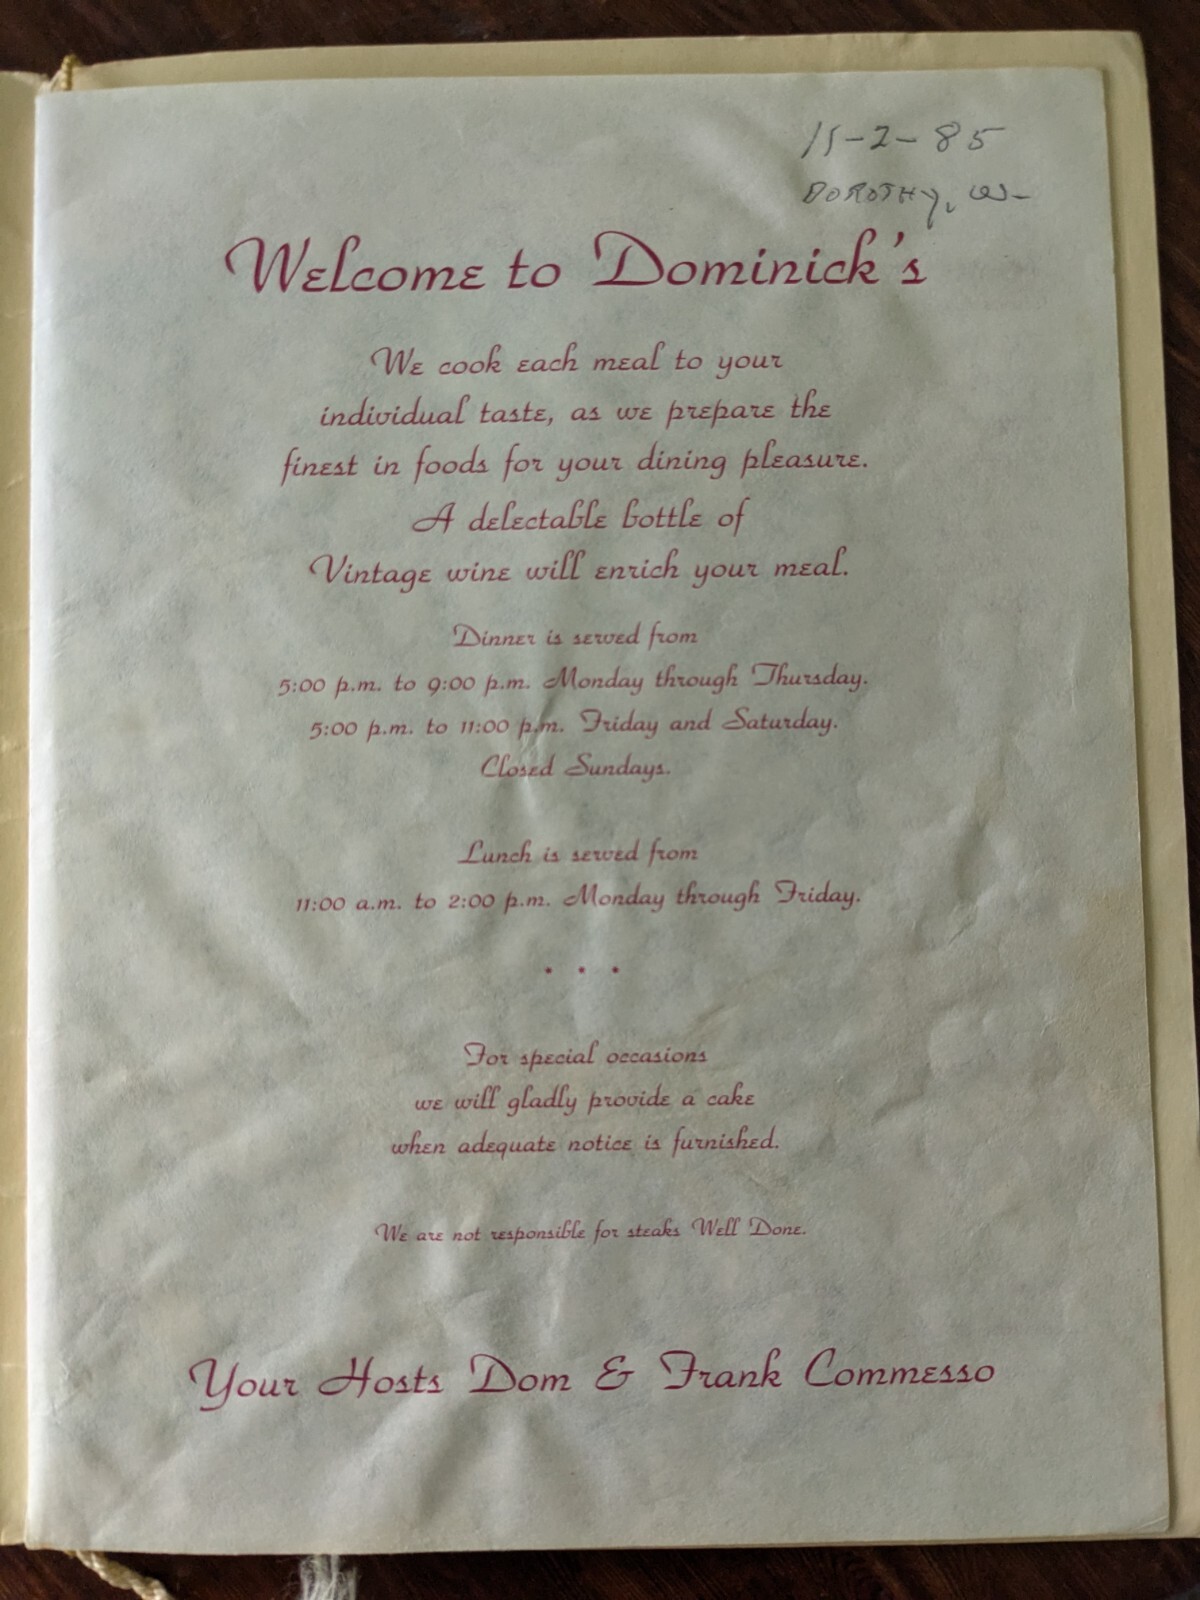 11-2-85
DOROTHY, W-
Welcome to Dominick's
We cook each meal to your
individual taste, as we prepare the
finest in foods for your dining pleasure.
A delectable bottle of
Vintage wine will enrich your meal.
Dinner is served from
5:00 p.m. to 9:00 p.m. Monday through Thursday.
5:00 p.m. to 11:00 p.m. Friday and Saturday.
Closed Sundays.
Lunch is served from
11:00 a.m. to 2:00 p.m. Monday through Friday.
• • •
For special occasions
we will gladly provide a cake
when adequate notice is furnished.
We are not responsible for steaks Well Done.
Your Hosts Dom & Frank Commesso